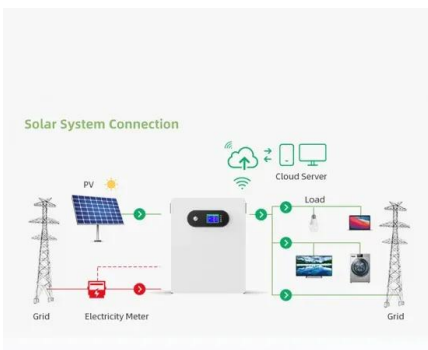 Solar System Connection
Cloud Server
PV
Load
Grid
Electricity Meter
Grid